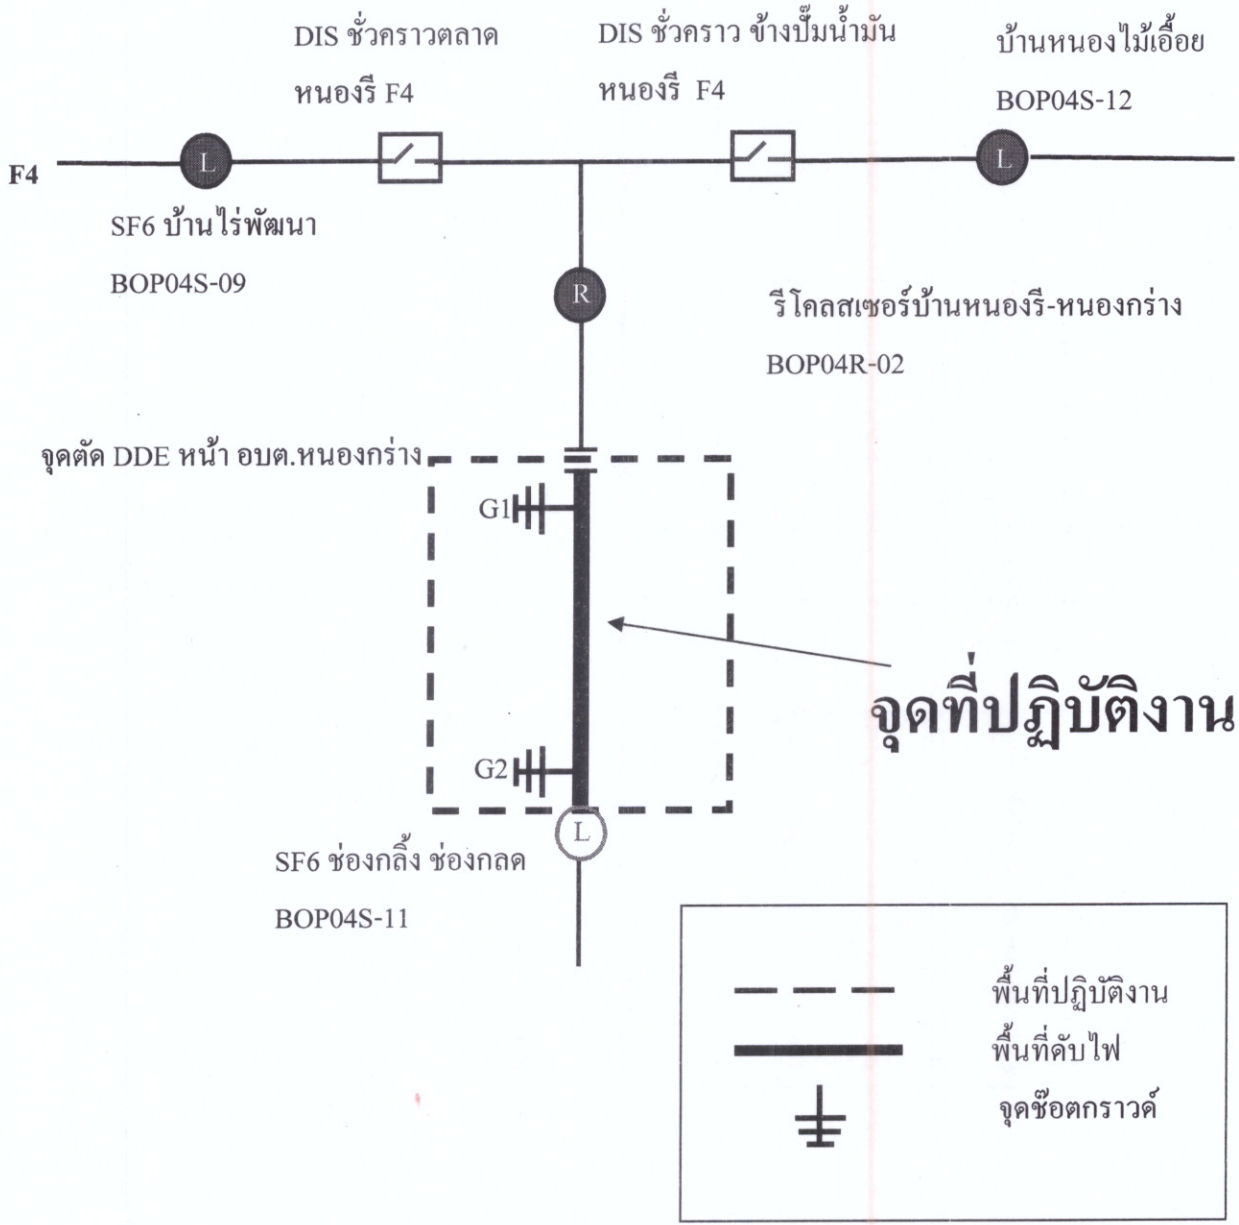 DIS ชั่วคราวตลาด
หนองรี F4
DIS ชั่วคราว ข้างปั๊มน้ำมัน
หนองรี F4
บ้านหนองไม้เอื้อย
BOP04S-12
F4
L
L
SF6 บ้านไร่พัฒนา
BOP04S-09
R
รีโคลสเซอร์บ้านหนองรี-หนองกร่าง
BOP04R-02
จุดตัด DDE หน้า อบต.หนองกร่าง
G1
จุดที่ปฏิบัติงาน
G2
L
SF6 ช่องกลิ้ง ช่องกลด
BOP04S-11
พื้นที่ปฏิบัติงาน
พื้นที่ดับไฟ
จุดช๊อตกราวด์